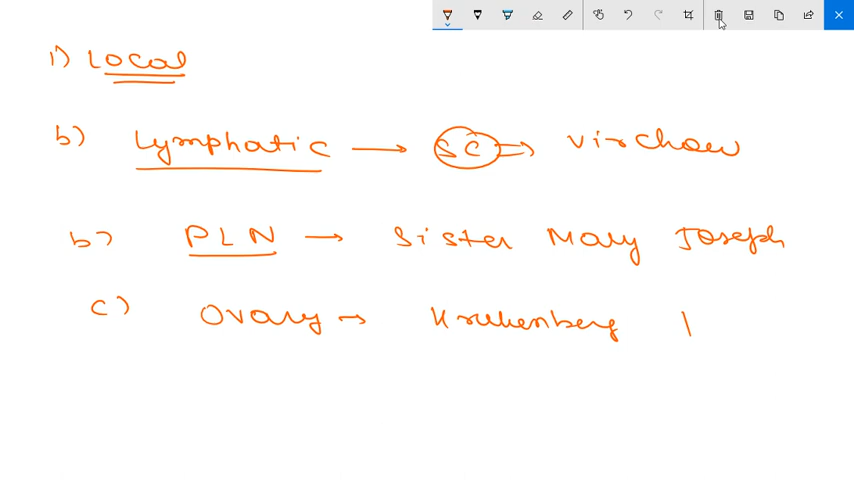 1) Local
b) Lymphatic → SC → Virchow
b) PLN → Sister Mary Joseph
c) Ovary → Krukenberg